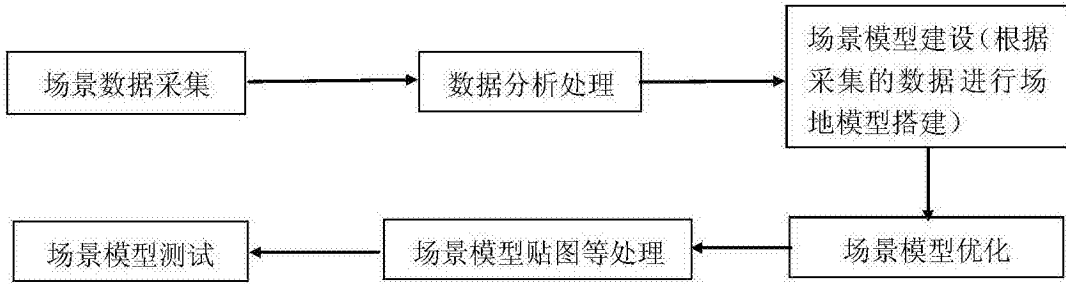 场景数据采集
数据分析处理
场景模型建设（根据
采集的数据进行场
地模型搭建）
场景模型优化
场景模型贴图等处理
场景模型测试